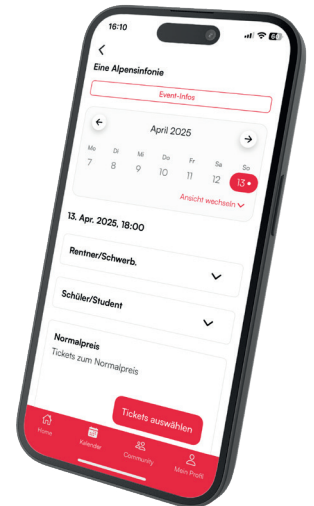 16:10
Eine Alpensinfonie
Event-Infos
April 2025
Mo Di Mi Do Fr Sa So
7 8 9 10 11 12 13
Ansicht wechseln
13. Apr. 2025, 18:00
Rentner/Schwerb.
Schüler/Student
Normalpreis
Tickets zum Normalpreis
Tickets auswählen
Home Kalender Community Mein Profil